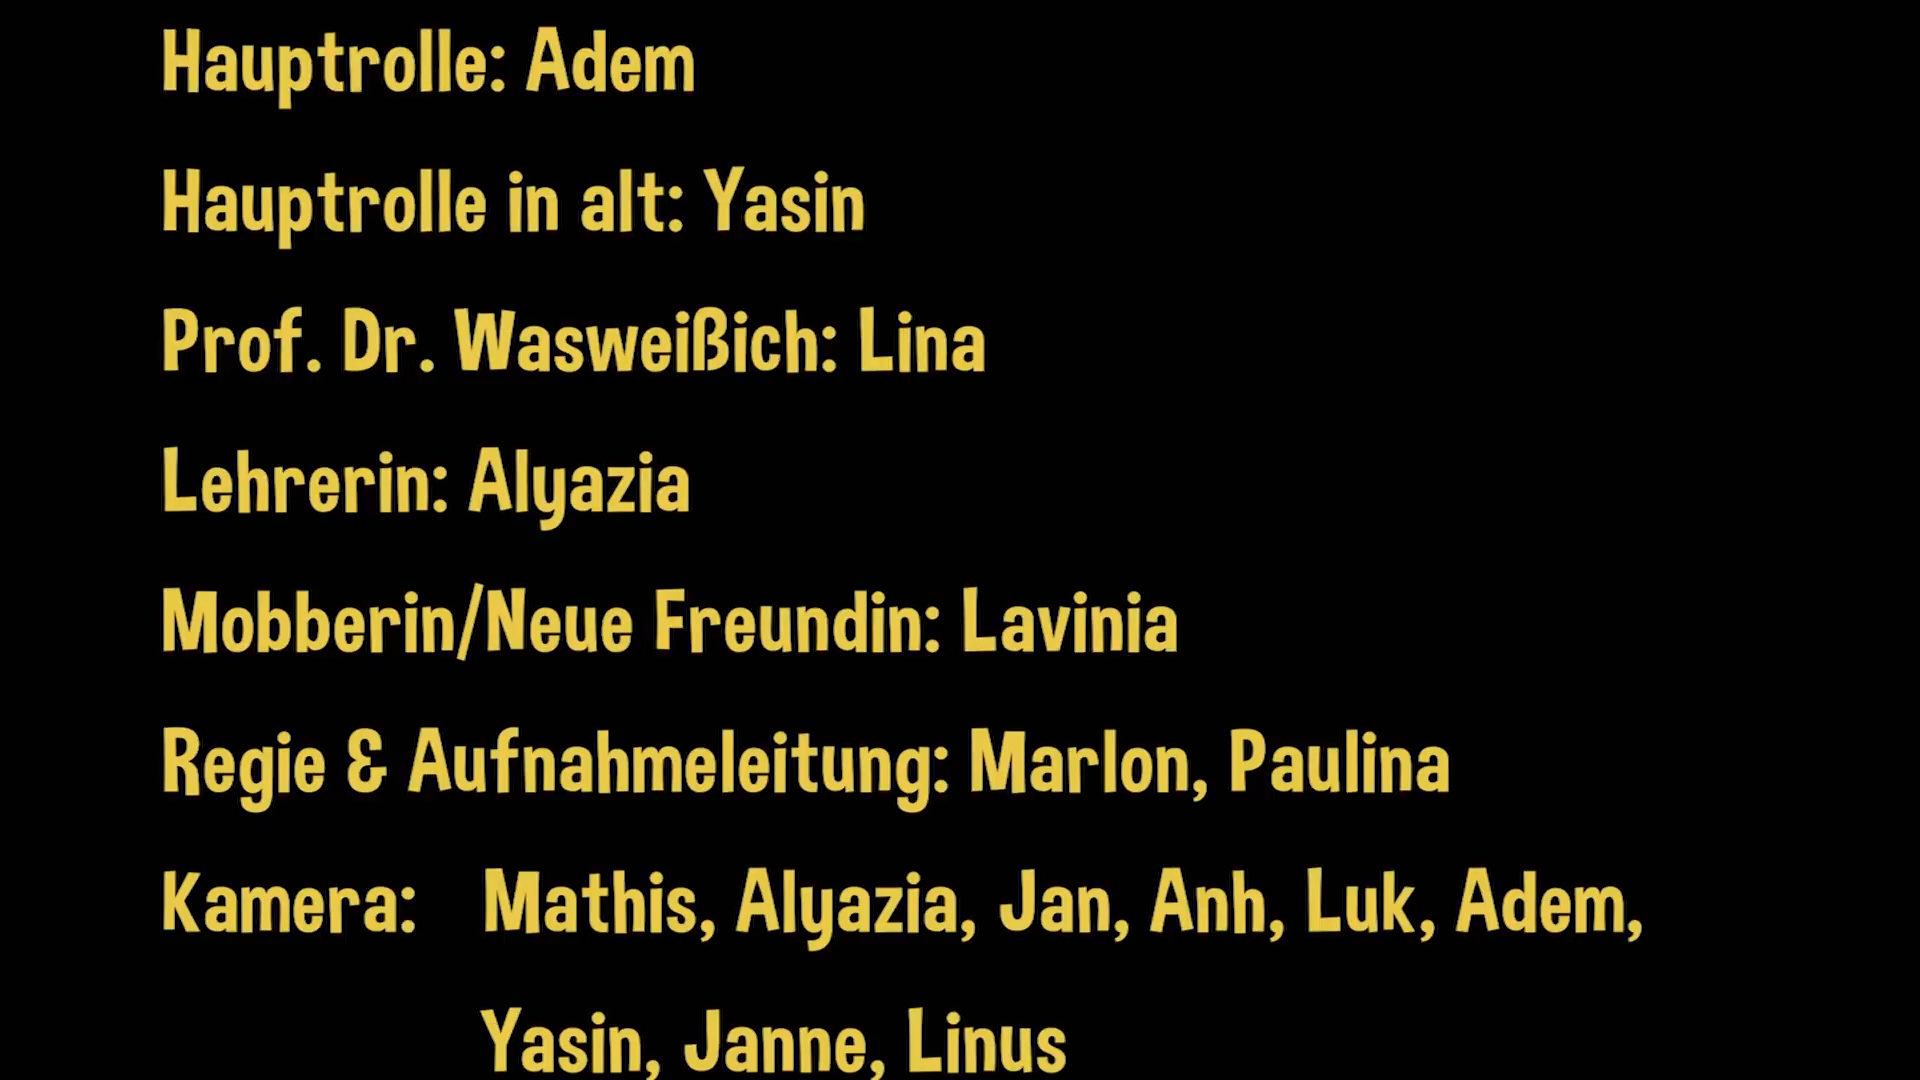 Hauptrolle: Adem
Hauptrolle in alt: Yasin
Prof. Dr. Wasweißich: Lina
Lehrerin: Alyazia
Mobberin/Neue Freundin: Lavinia
Regie & Aufnahmeleitung: Marlon, Paulina
Kamera: Mathis, Alyazia, Jan, Anh, Luk, Adem,
Yasin, Janne, Linus